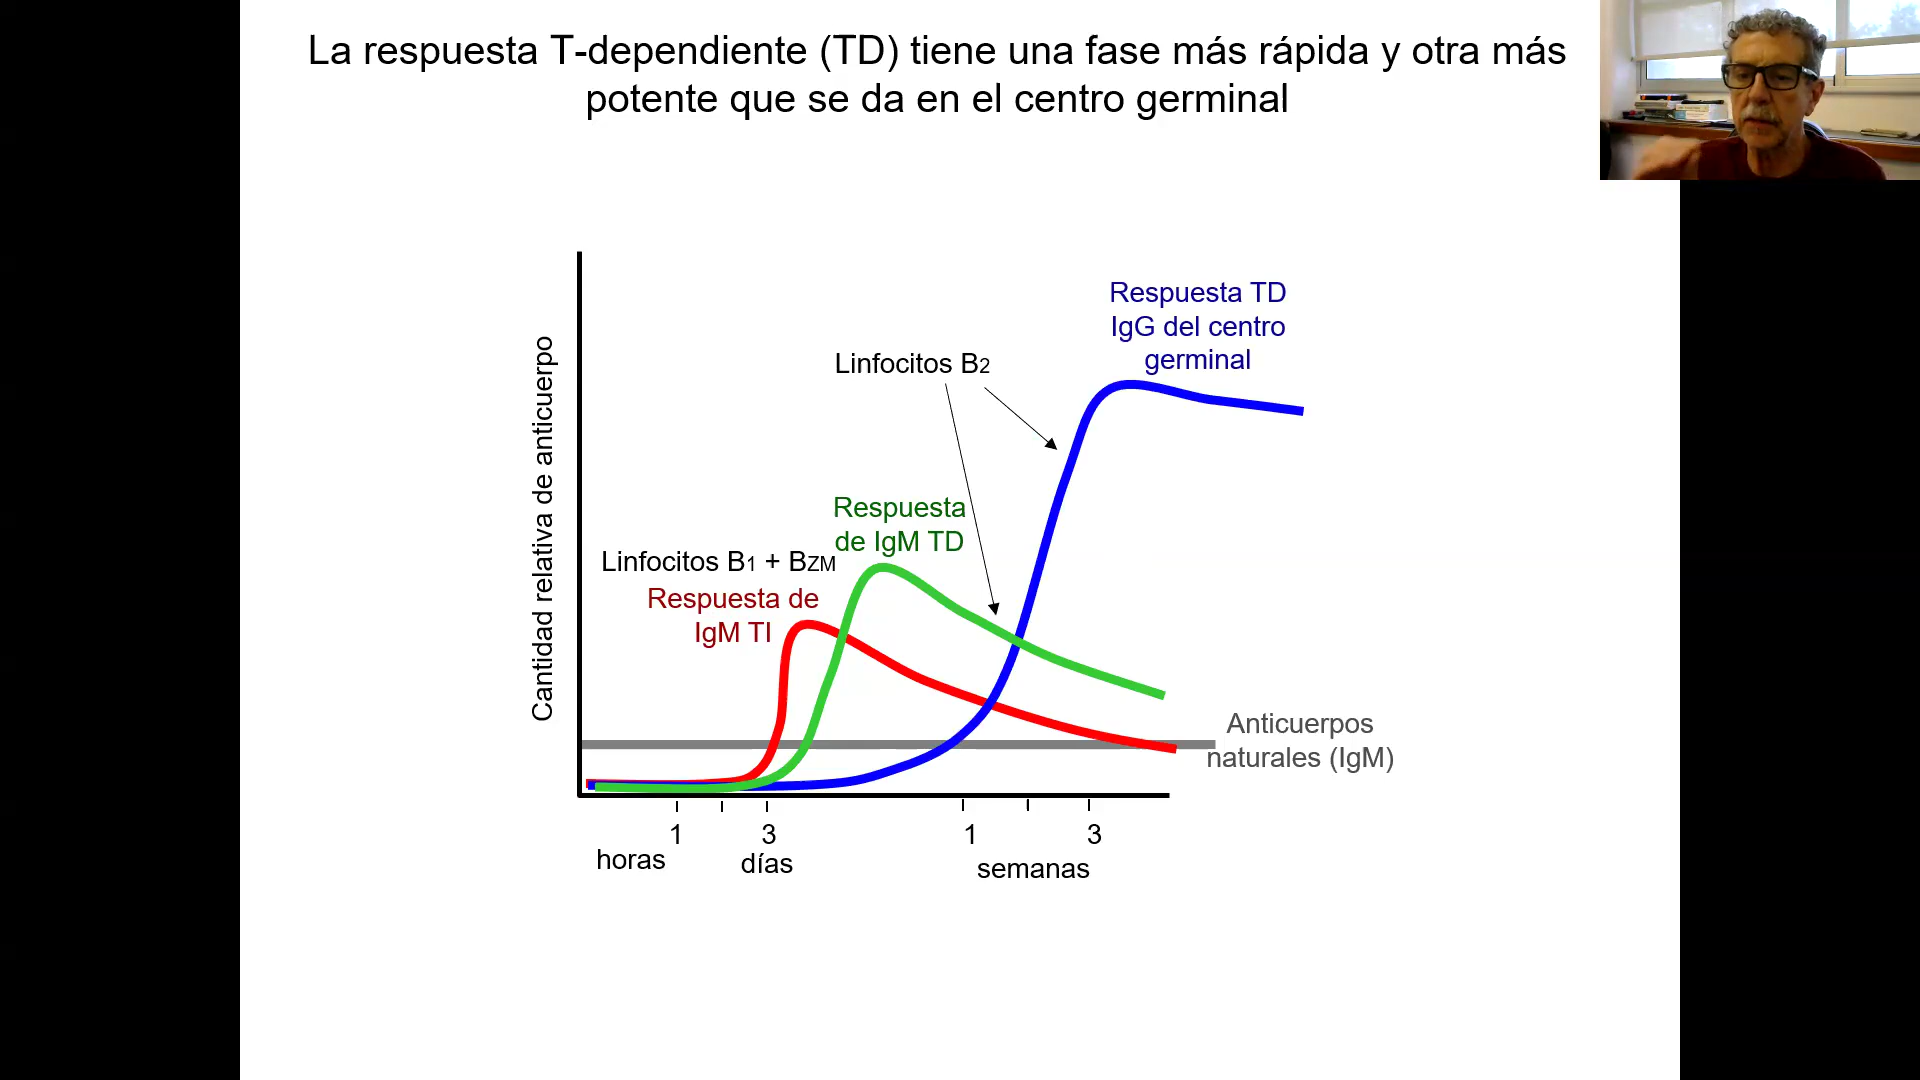 La respuesta T-dependiente (TD) tiene una fase más rápida y otra más
potente que se da en el centro germinal
Cantidad relativa de anticuerpo
Respuesta TD
IgG del centro
germinal
Linfocitos B2
Respuesta
de IgM TD
Linfocitos B1 + BZM
Respuesta de
IgM TI
Anticuerpos
naturales (IgM)
1 3 1 3
horas días semanas